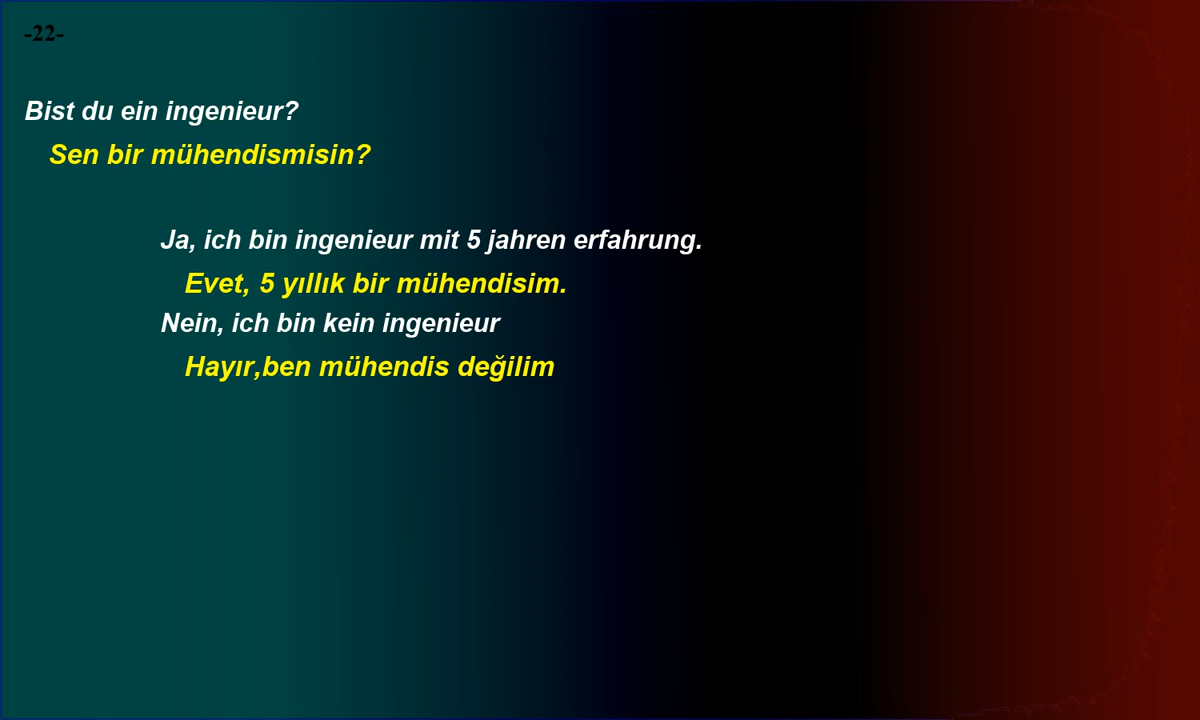 -22-
Bist du ein ingenieur?
Sen bir mühendismisin?
Ja, ich bin ingenieur mit 5 jahren erfahrung.
Evet, 5 yıllık bir mühendisim.
Nein, ich bin kein ingenieur
Hayır,ben mühendis değilim